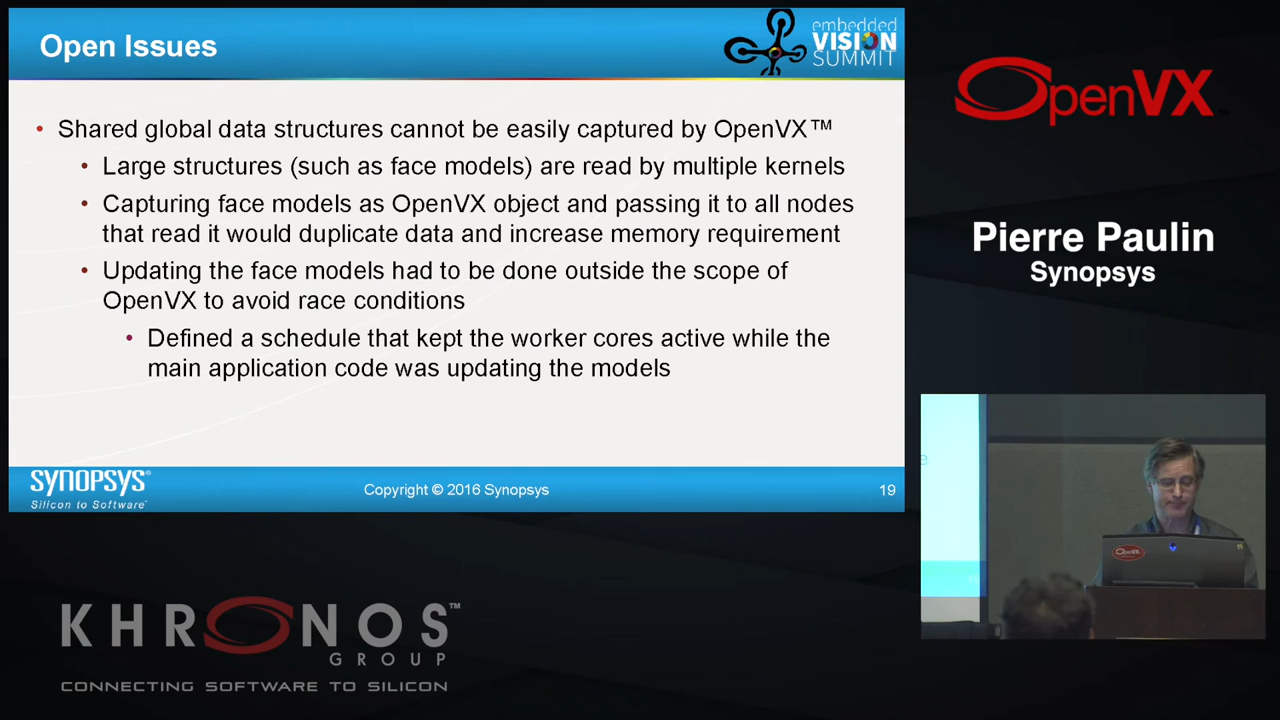 Open Issues
embedded
VISION
SUMMIT
• Shared global data structures cannot be easily captured by OpenVX™
• Large structures (such as face models) are read by multiple kernels
• Capturing face models as OpenVX object and passing it to all nodes
that read it would duplicate data and increase memory requirement
• Updating the face models had to be done outside the scope of
OpenVX to avoid race conditions
• Defined a schedule that kept the worker cores active while the
main application code was updating the models
SYNOPSYS®
Silicon to Software™
Copyright © 2016 Synopsys
19
OpenVX™
Pierre Paulin
Synopsys
OpenVX
KHRONOS™
GROUP
CONNECTING SOFTWARE TO SILICON